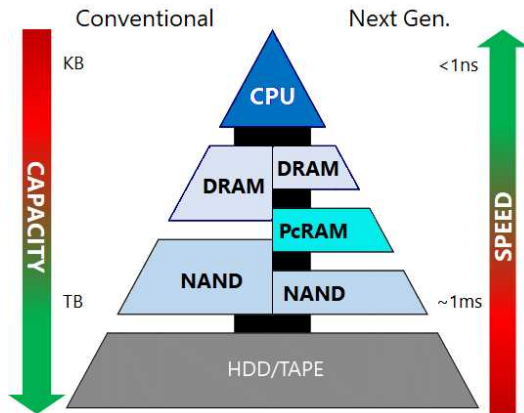 Conventional
Next Gen.
KB
<1ns
CPU
DRAM
DRAM
CAPACITY
SPEED
PcRAM
NAND
NAND
TB
~1ms
HDD/TAPE